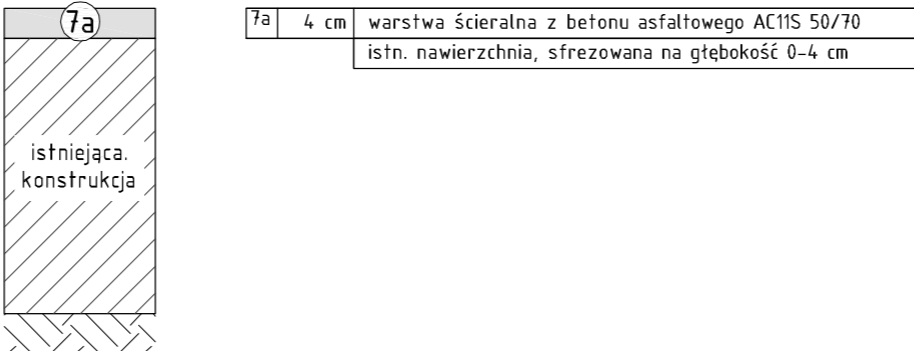 7a
istniejąca.
konstrukcja
7a 4 cm warstwa ścieralna z betonu asfaltowego AC11S 50/70
istn. nawierzchnia, sfrezowana na głębokość 0-4 cm